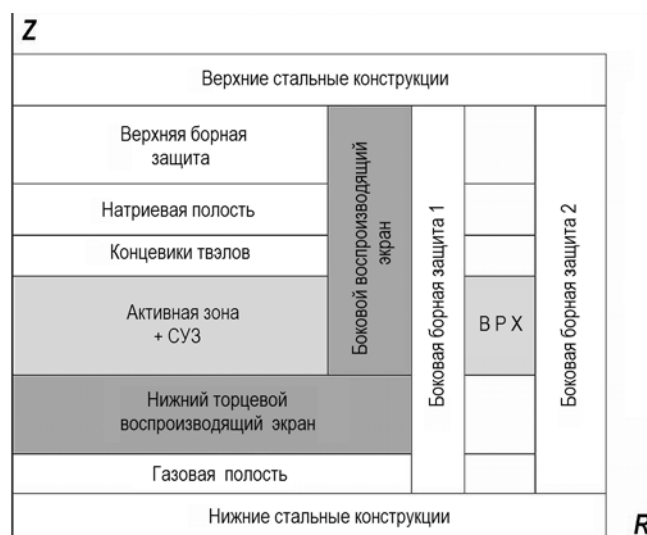 Z
Верхние стальные конструкции
Верхняя борная
защита
Натриевая полость
Концевики твэлов
Активная зона
+ СУЗ
Боковой воспроизводящий
экран
Боковая борная защита 1
В Р Х
Боковая борная защита 2
Нижний торцевой
воспроизводящий экран
Газовая полость
Нижние стальные конструкции
R